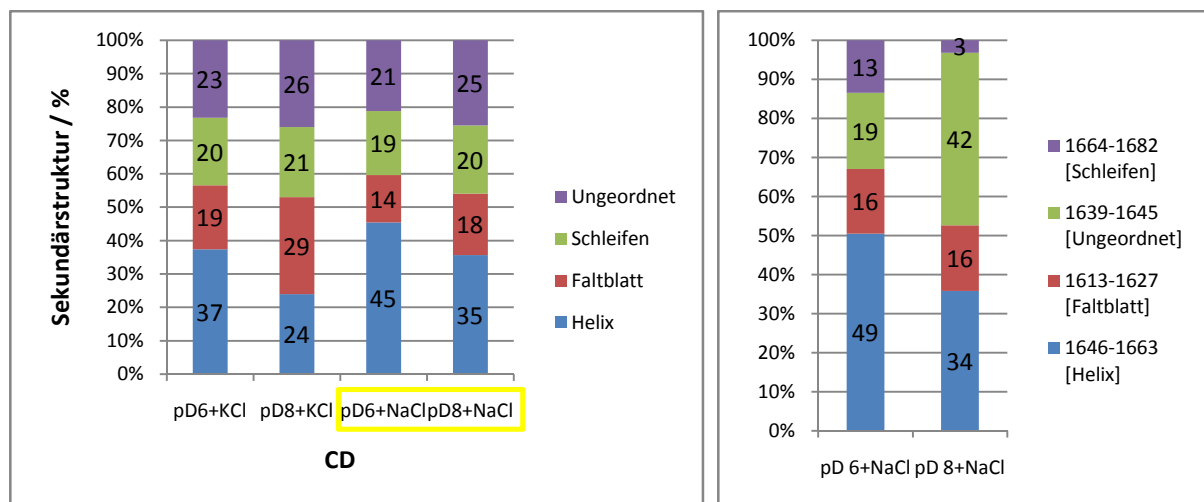 100%
90%
80%
70%
60%
50%
40%
30%
20%
10%
0%
Sekundärstruktur / %
23 26 21 25
20 21 19 20
19 29 14 18
37 24 45 35
pD6+KCl pD8+KCl pD6+NaCl pD8+NaCl
CD
Ungeordnet
Schleifen
Faltblatt
Helix
100%
90%
80%
70%
60%
50%
40%
30%
20%
10%
0%
13 3
19 42
16 16
49 34
pD 6+NaCl pD 8+NaCl
1664-1682
[Schleifen]
1639-1645
[Ungeordnet]
1613-1627
[Faltblatt]
1646-1663
[Helix]